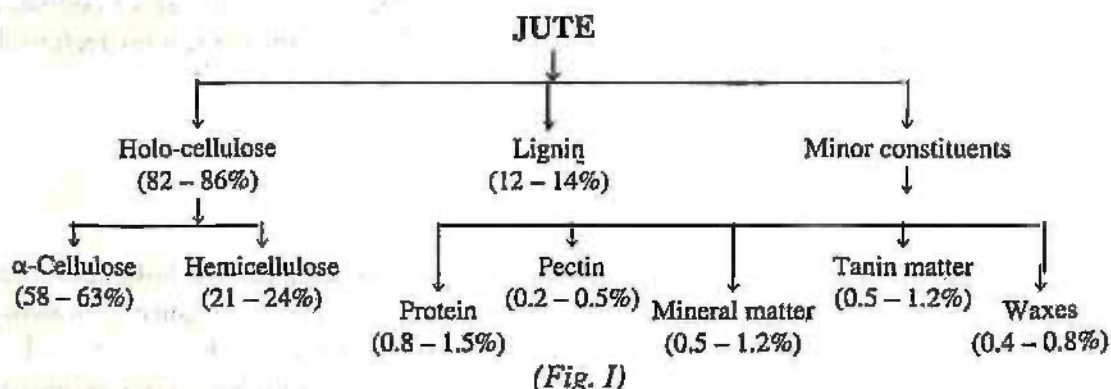 JUTE
Holo-cellulose Lignin Minor constituents
(82 – 86%) (12 – 14%)
α-Cellulose Hemicellulose Pectin Tanin matter
(58 – 63%) (21 – 24%) (0.2 – 0.5%) (0.5 – 1.2%)
Protein Mineral matter Waxes
(0.8 – 1.5%) (0.5 – 1.2%) (0.4 – 0.8%)
(Fig. I)